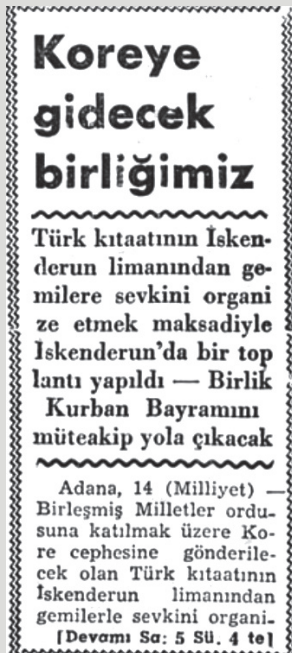 Koreye
gidecek
birliğimiz
Türk kıtaatının İsken-
derun limanından ge-
milere sevkini organi
ze etmek maksadiyle
İskenderun'da bir top
lantı yapıldı — Birlik
Kurban Bayramını
müteakip yola çıkacak
Adana, 14 (Milliyet) —
Birleşmiş Milletler ordu-
suna katılmak üzere Ko-
re cephesine gönderile-
cek olan Türk kıtaatının
İskenderun limanından
gemilerle sevkini organi-
[Devamı Sa: 5 Sü. 4 te]